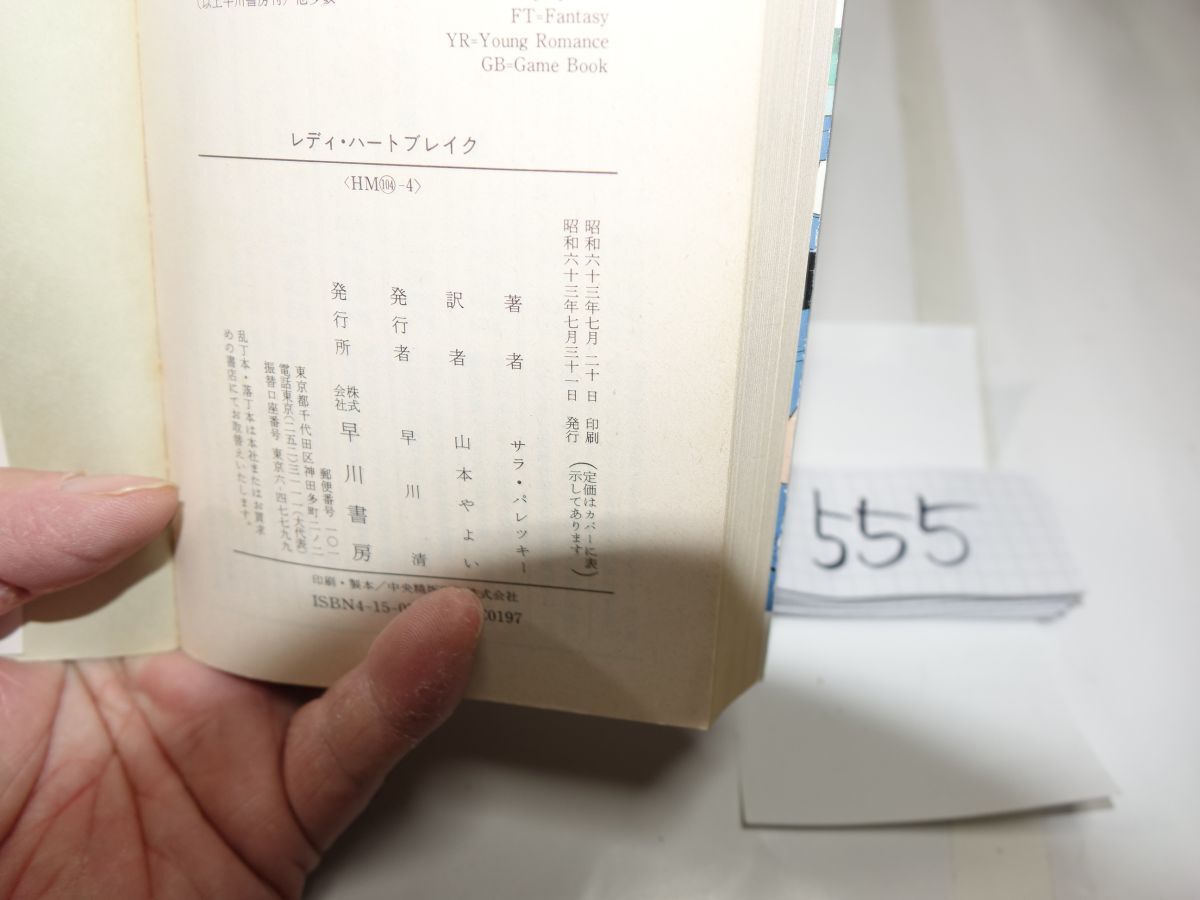 FT=Fantasy
YR=Young Romance
GB=Game Book
レディ・ハートブレイク
〈HM104-4〉
昭和六十三年七月二十日 印刷
昭和六十三年七月三十一日 発行
(定価はカバーに表示してあります)
著者 サラ・パレツキー
訳者 山本やよい
発行者 早川清
発行所 株式会社 早川書房
郵便番号 一〇一
東京都千代田区神田多町二ノ二
電話東京(二五二)三一一一(大代表)
振替口座番号 東京六・四七七九九
乱丁本・落丁本は本社またはお買求
めの書店にてお取替えいたします。
印刷・製本/中央精 式会社
ISBN4-15-0 C0197
555